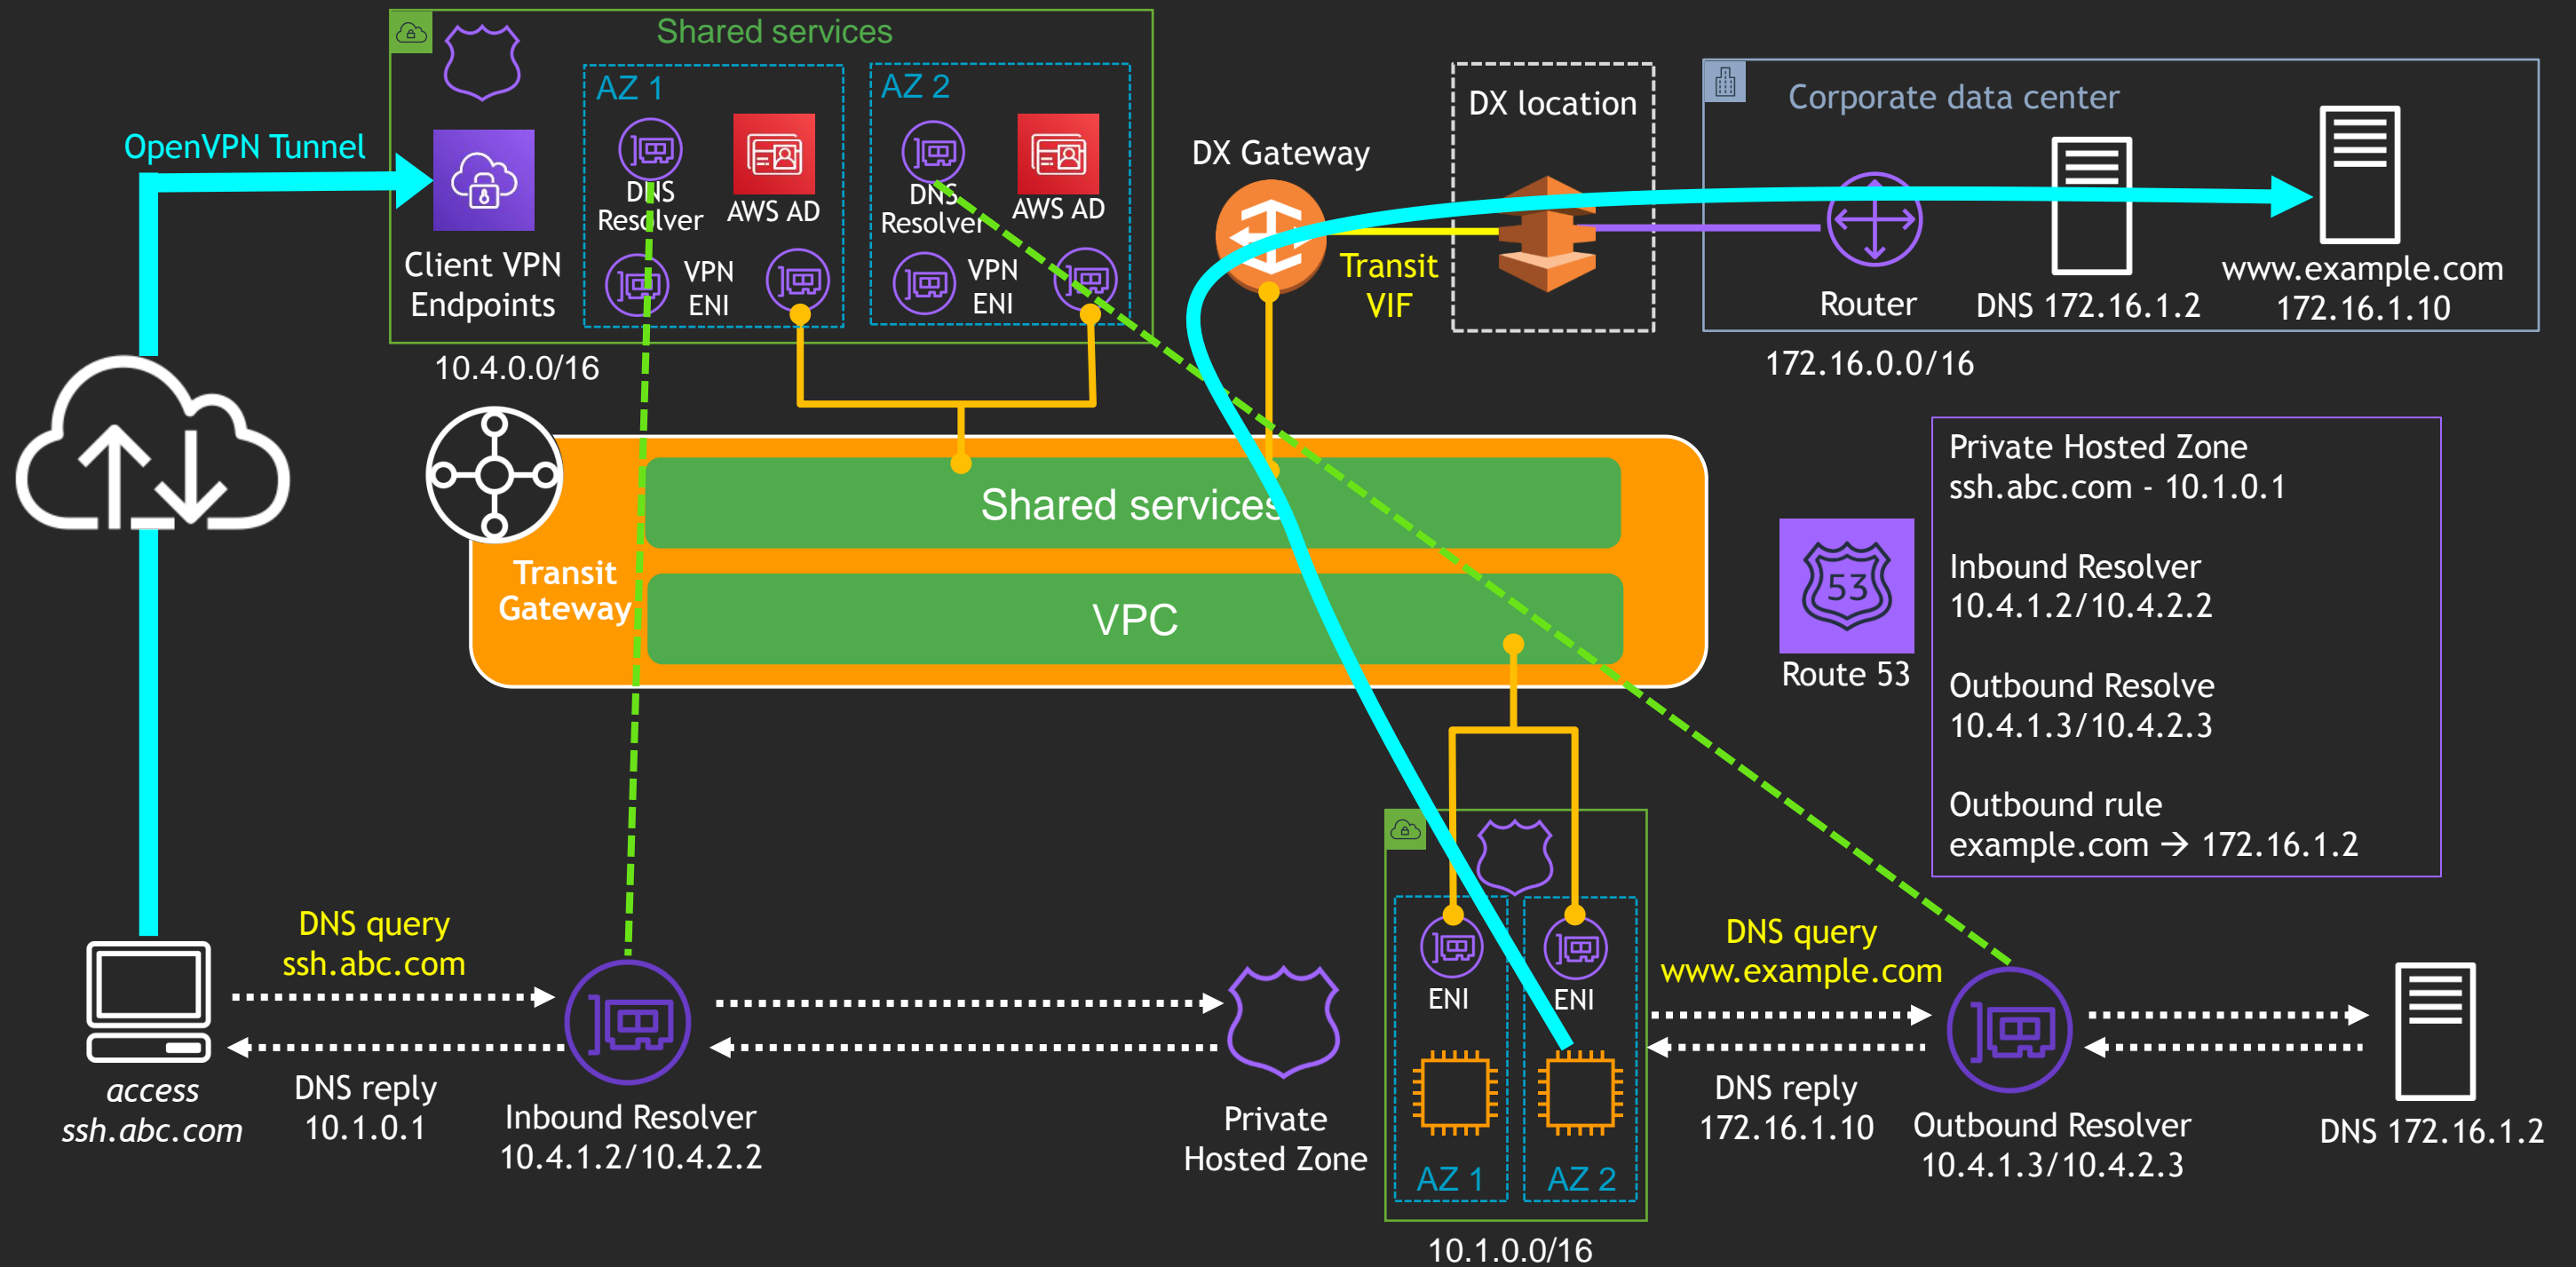 Shared services
AZ 1
AZ 2
OpenVPN Tunnel
DNS
Resolver
AWS AD
DNS
Resolver
AWS AD
Client VPN
Endpoints
VPN
ENI
VPN
ENI
10.4.0.0/16
DX Gateway
Transit
VIF
DX location
Corporate data center
Router
DNS 172.16.1.2
www.example.com
172.16.1.10
172.16.0.0/16
Transit
Gateway
Shared services
VPC
53
Route 53
Private Hosted Zone
ssh.abc.com - 10.1.0.1
Inbound Resolver
10.4.1.2/10.4.2.2
Outbound Resolve
10.4.1.3/10.4.2.3
Outbound rule
example.com → 172.16.1.2
DNS query
ssh.abc.com
access
ssh.abc.com
DNS reply
10.1.0.1
Inbound Resolver
10.4.1.2/10.4.2.2
Private
Hosted Zone
ENI
ENI
AZ 1
AZ 2
10.1.0.0/16
DNS query
www.example.com
DNS reply
172.16.1.10
Outbound Resolver
10.4.1.3/10.4.2.3
DNS 172.16.1.2